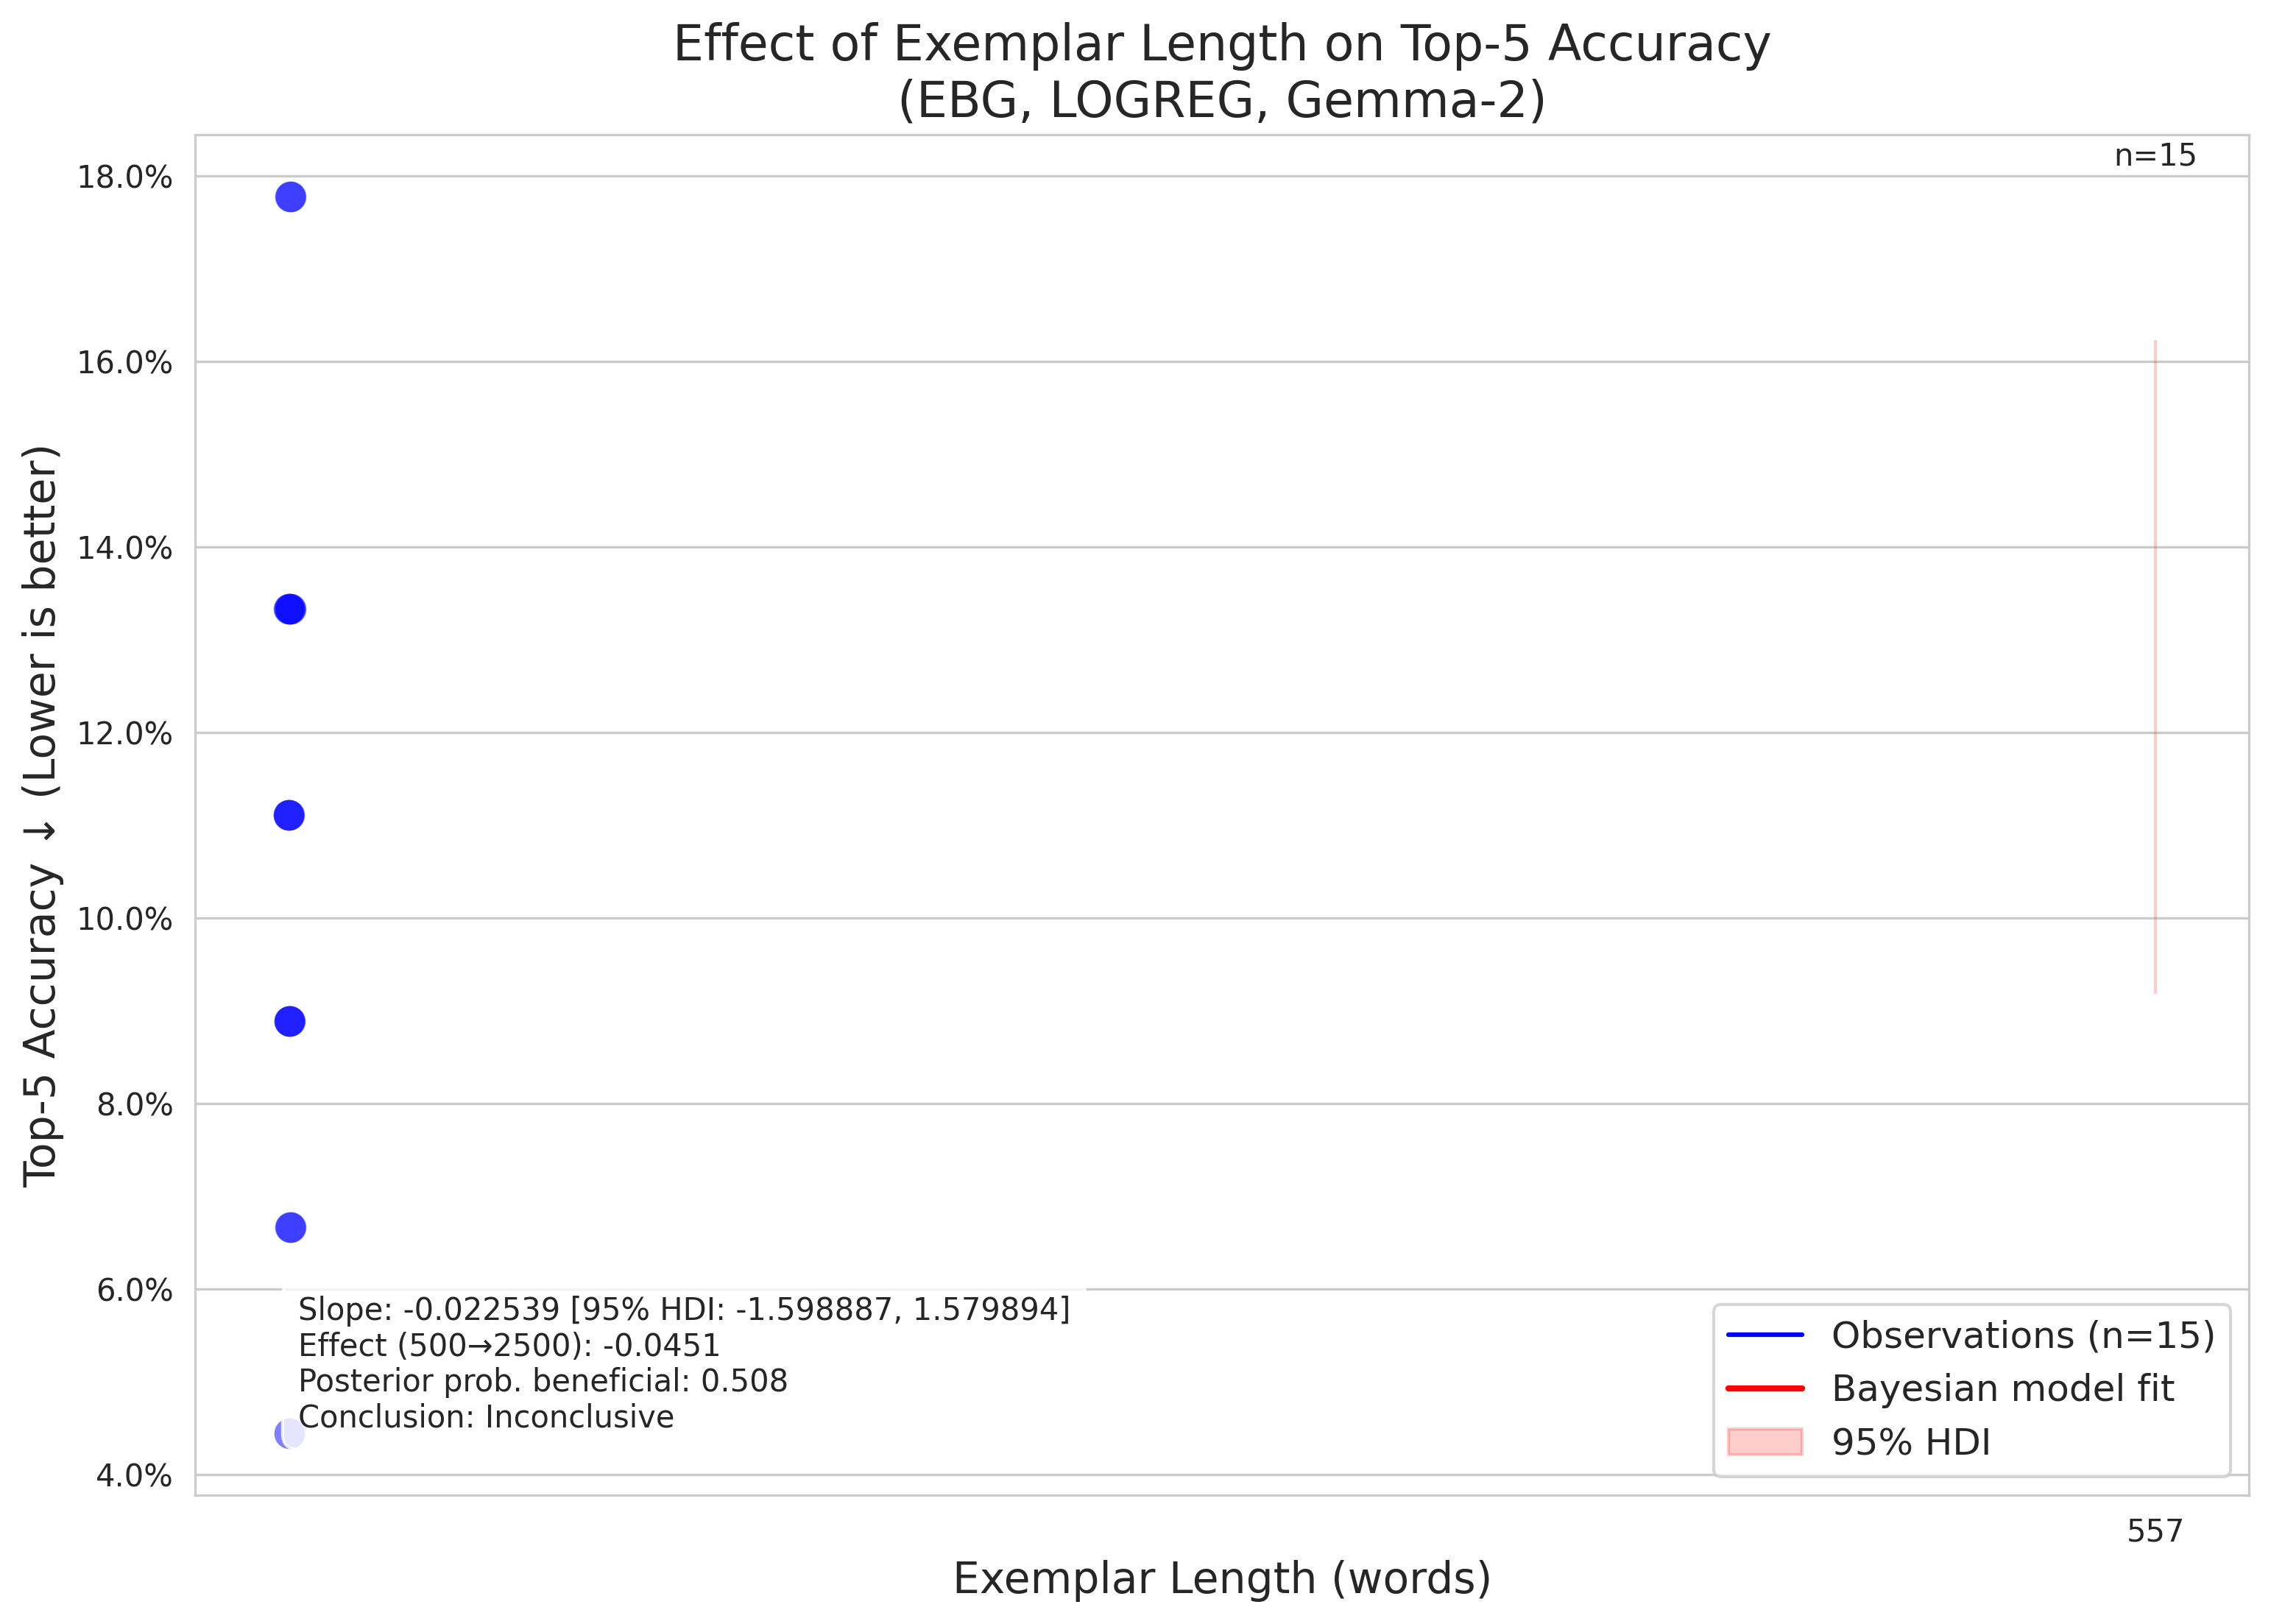 Effect of Exemplar Length on Top-5 Accuracy
(EBG, LOGREG, Gemma-2)
n=15
18.0%
16.0%
14.0%
12.0%
10.0%
8.0%
6.0%
4.0%
Top-5 Accuracy ↓ (Lower is better)
Slope: -0.022539 [95% HDI: -1.598887, 1.579894]
Effect (500→2500): -0.0451
Posterior prob. beneficial: 0.508
Conclusion: Inconclusive
Observations (n=15)
Bayesian model fit
95% HDI
557
Exemplar Length (words)